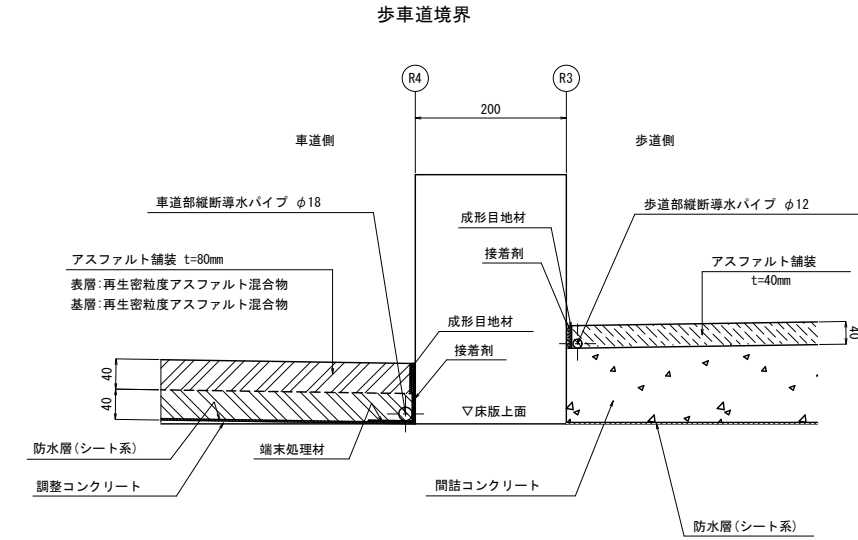 歩車道境界
R4
R3
200
車道側
歩道側
車道部縦断導水パイプ φ18
歩道部縦断導水パイプ φ12
成形目地材
接着剤
アスファルト舗装 t=80mm
表層:再生密粒度アスファルト混合物
基層:再生密粒度アスファルト混合物
アスファルト舗装
t=40mm
成形目地材
接着剤
40
40
40
▽床版上面
防水層(シート系)
端末処理材
調整コンクリート
間詰コンクリート
防水層(シート系)